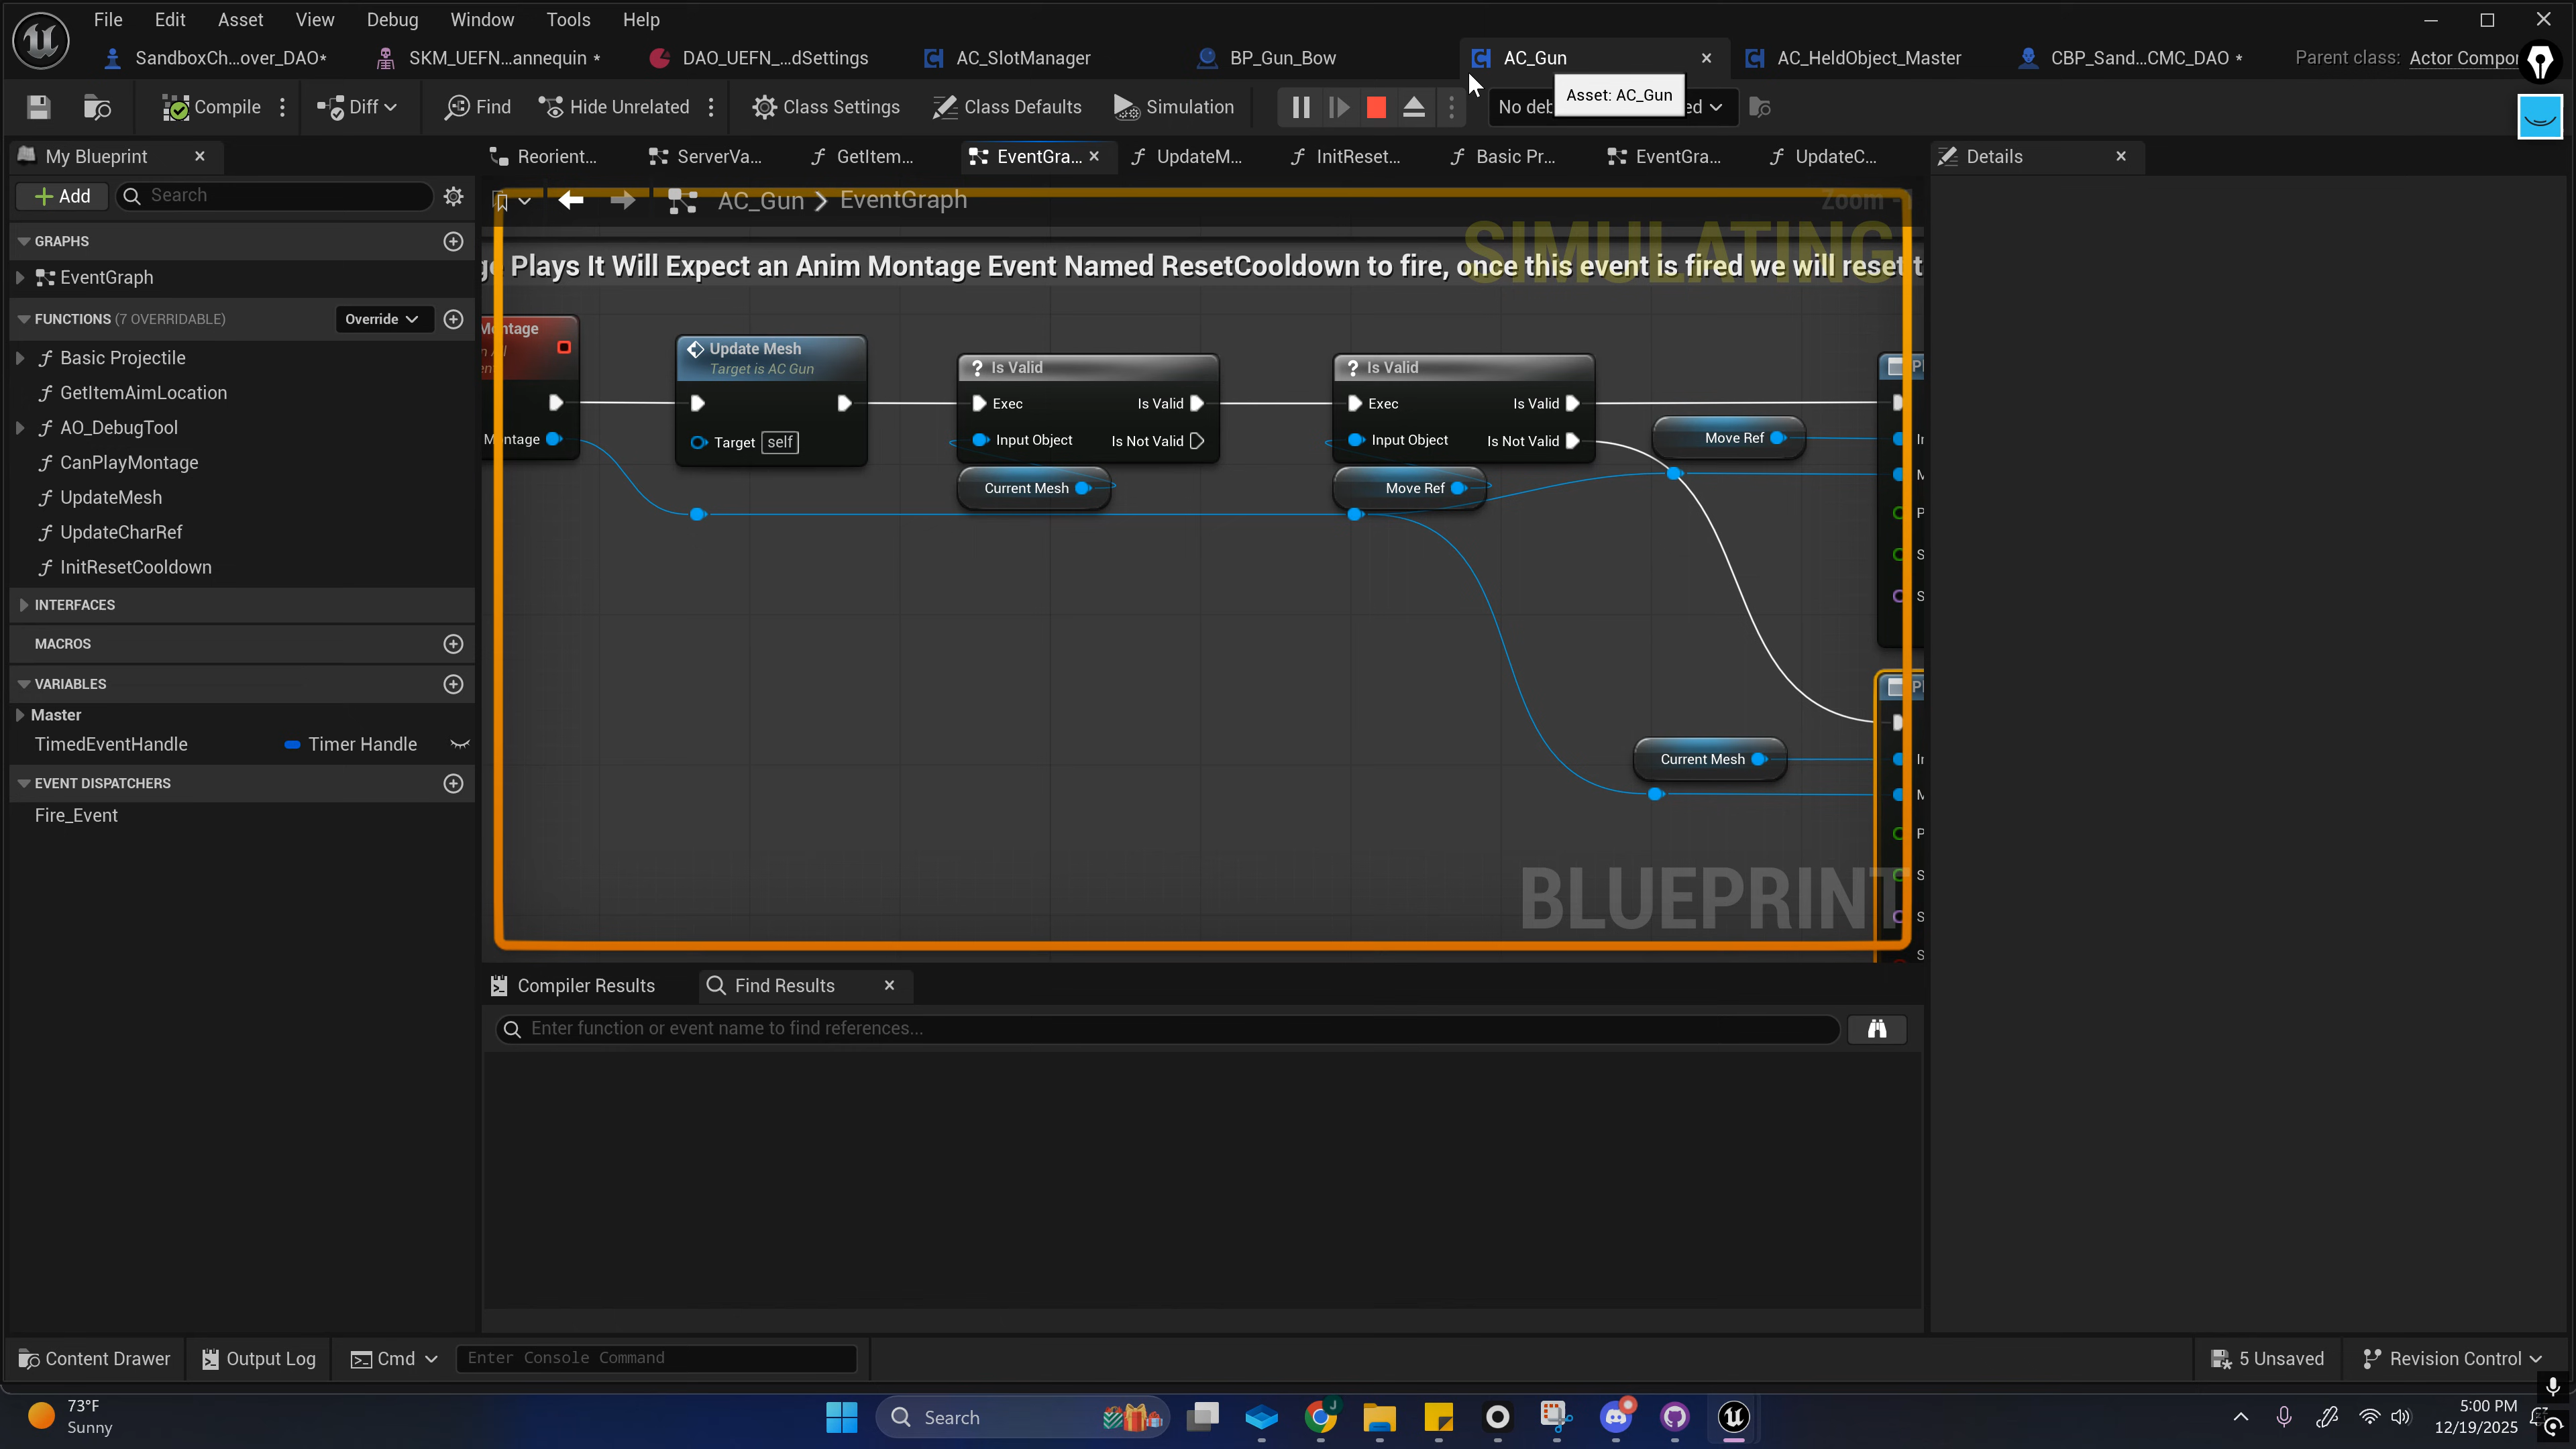 File Edit Asset View Debug Window Tools Help
SandboxCh...over_DAO* SKM_UEFN...annequin * DAO_UEFN_...dSettings AC_SlotManager BP_Gun_Bow AC_Gun AC_HeldObject_Master CBP_Sand...CMC_DAO * Parent class: Actor Compor
Compile Diff Find Hide Unrelated Class Settings Class Defaults Simulation No deb ed
Asset: AC_Gun
My Blueprint Reorient... ServerVa... GetItem... EventGra... UpdateM... InitReset... Basic Pr... EventGra... UpdateC... Details
Add Search
AC_Gun EventGraph Zoom -
SIMULATING
GRAPHS
EventGraph
Plays It Will Expect an Anim Montage Event Named ResetCooldown to fire, once this event is fired we will reset t
FUNCTIONS (7 OVERRIDABLE) Override
Basic Projectile
GetItemAimLocation
AO_DebugTool
CanPlayMontage
UpdateMesh
UpdateCharRef
InitResetCooldown
INTERFACES
MACROS
VARIABLES
Master
TimedEventHandle Timer Handle
EVENT DISPATCHERS
Fire_Event
Montage
Montage
Update Mesh
Target is AC Gun
Target self
Is Valid
Exec Is Valid
Input Object Is Not Valid
Current Mesh
Is Valid
Exec Is Valid
Input Object Is Not Valid
Move Ref
Move Ref
Current Mesh
BLUEPRINT
Compiler Results Find Results
Enter function or event name to find references...
Content Drawer Output Log Cmd Enter Console Command 5 Unsaved Revision Control
73°F
Sunny
Search
5:00 PM
12/19/2025